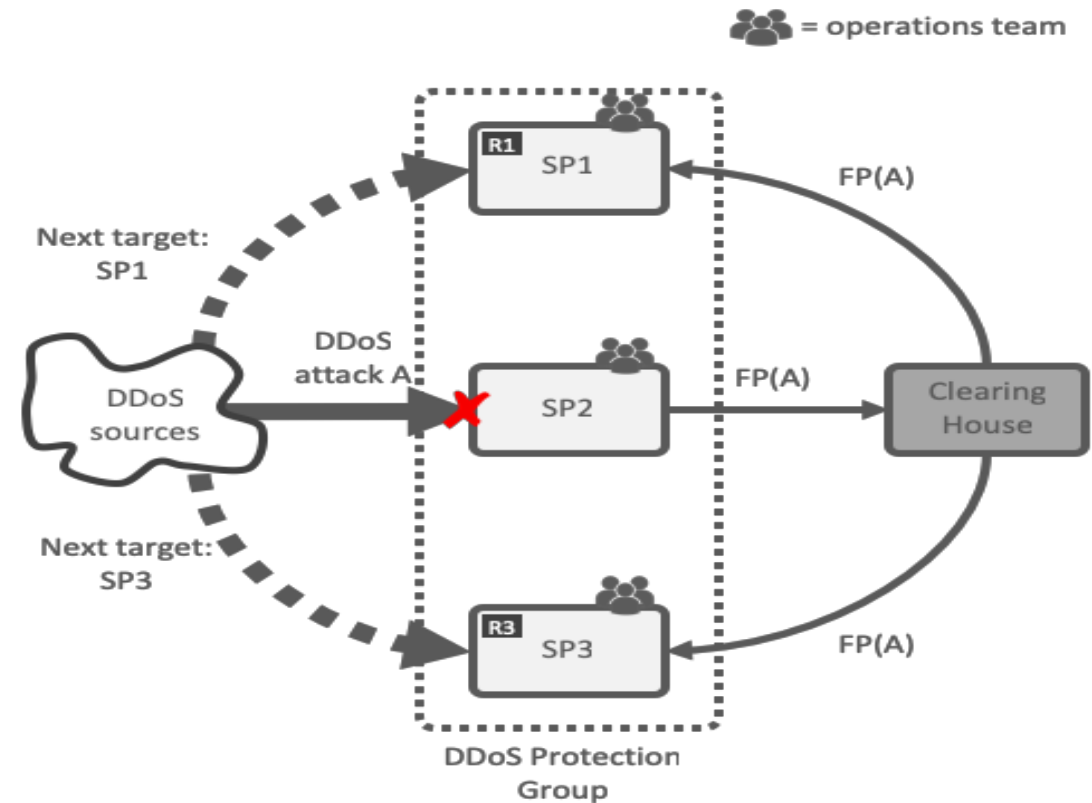 = operations team
R1
SP1
FP(A)
Next target:
SP1
DDoS
attack A
DDoS
sources
SP2
FP(A)
Clearing
House
Next target:
SP3
R3
SP3
FP(A)
DDoS Protection
Group